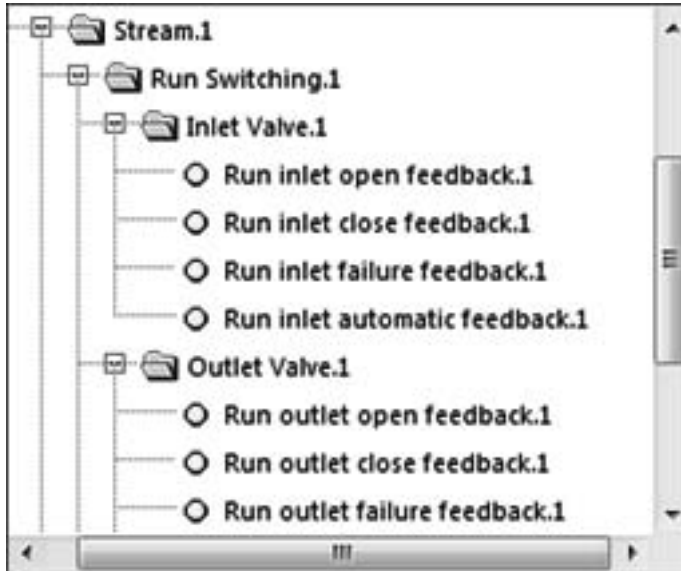 Stream.1
Run Switching.1
Inlet Valve.1
Run inlet open feedback.1
Run inlet close feedback.1
Run inlet failure feedback.1
Run inlet automatic feedback.1
Outlet Valve.1
Run outlet open feedback.1
Run outlet close feedback.1
Run outlet failure feedback.1